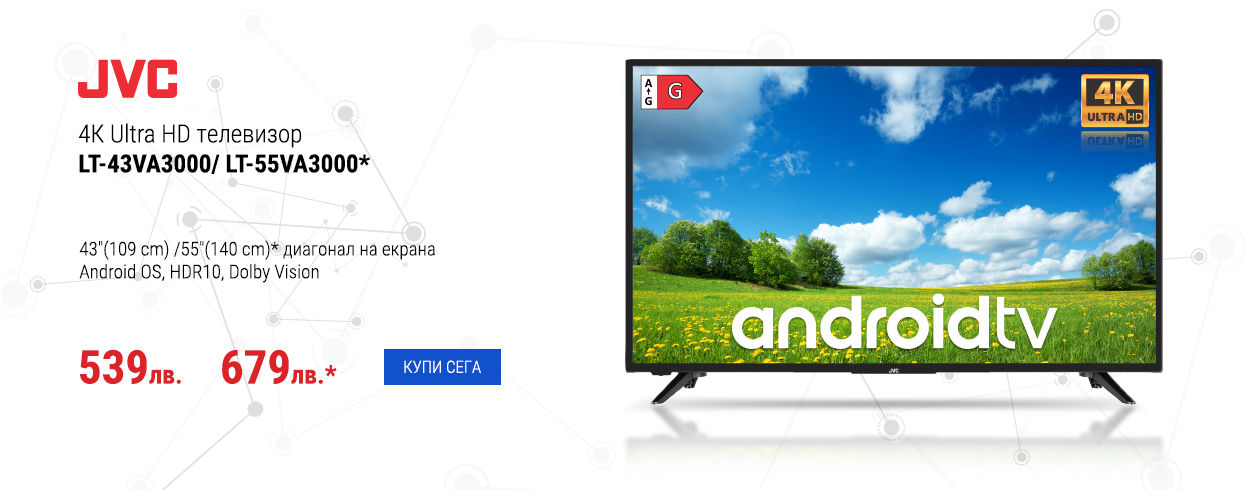 JVC
4K Ultra HD телевизор
LT-43VA3000/ LT-55VA3000*
43"(109 cm) /55"(140 cm)* диагонал на екрана
Android OS, HDR10, Dolby Vision
539лв.
679лв.*
КУПИ СЕГА
A
G
G
4K
ULTRA HD
androidtv
JVC